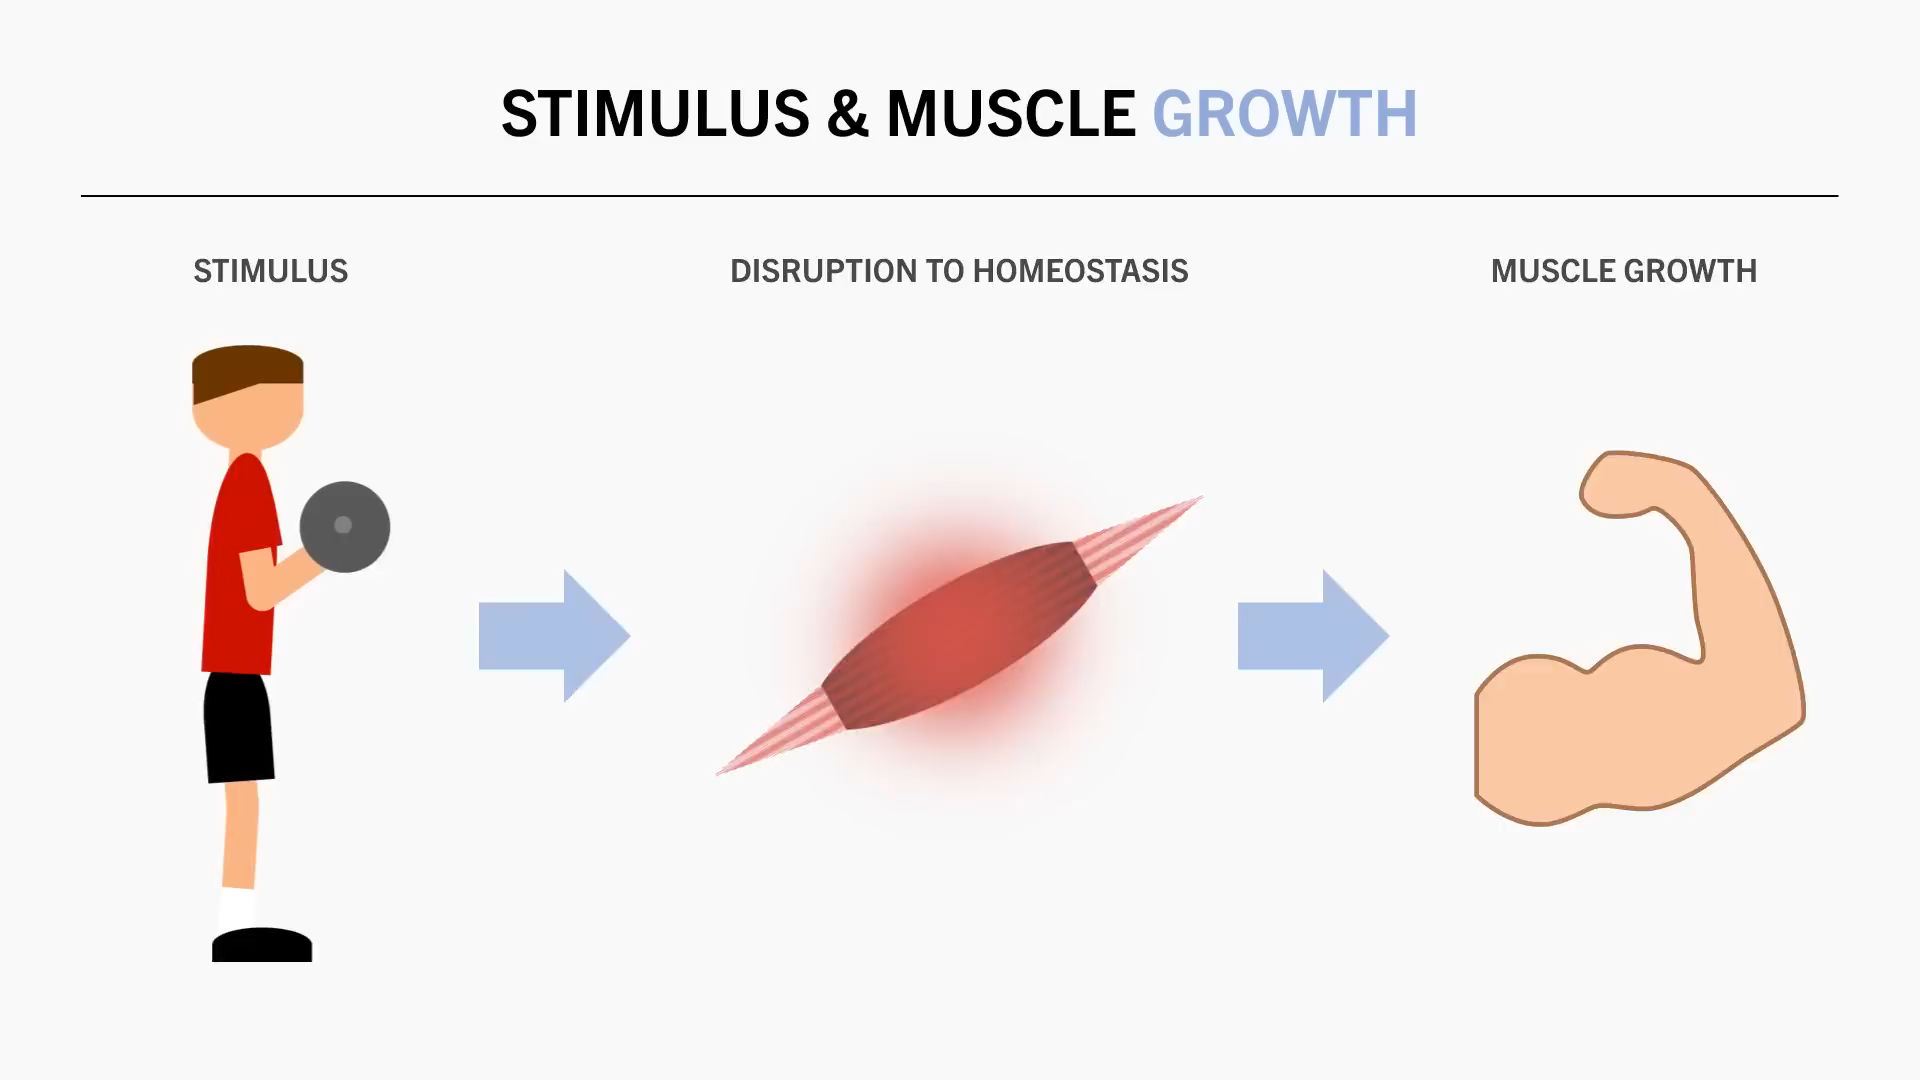 STIMULUS & MUSCLE GROWTH
STIMULUS
DISRUPTION TO HOMEOSTASIS
MUSCLE GROWTH